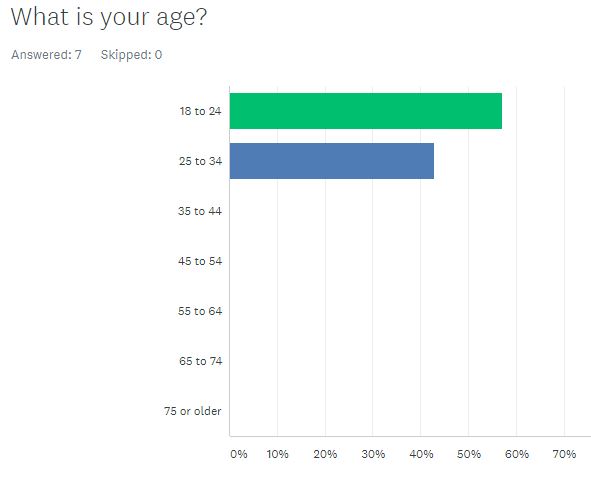 What is your age?
Answered: 7 Skipped: 0
18 to 24
25 to 34
35 to 44
45 to 54
55 to 64
65 to 74
75 or older
0% 10% 20% 30% 40% 50% 60% 70%